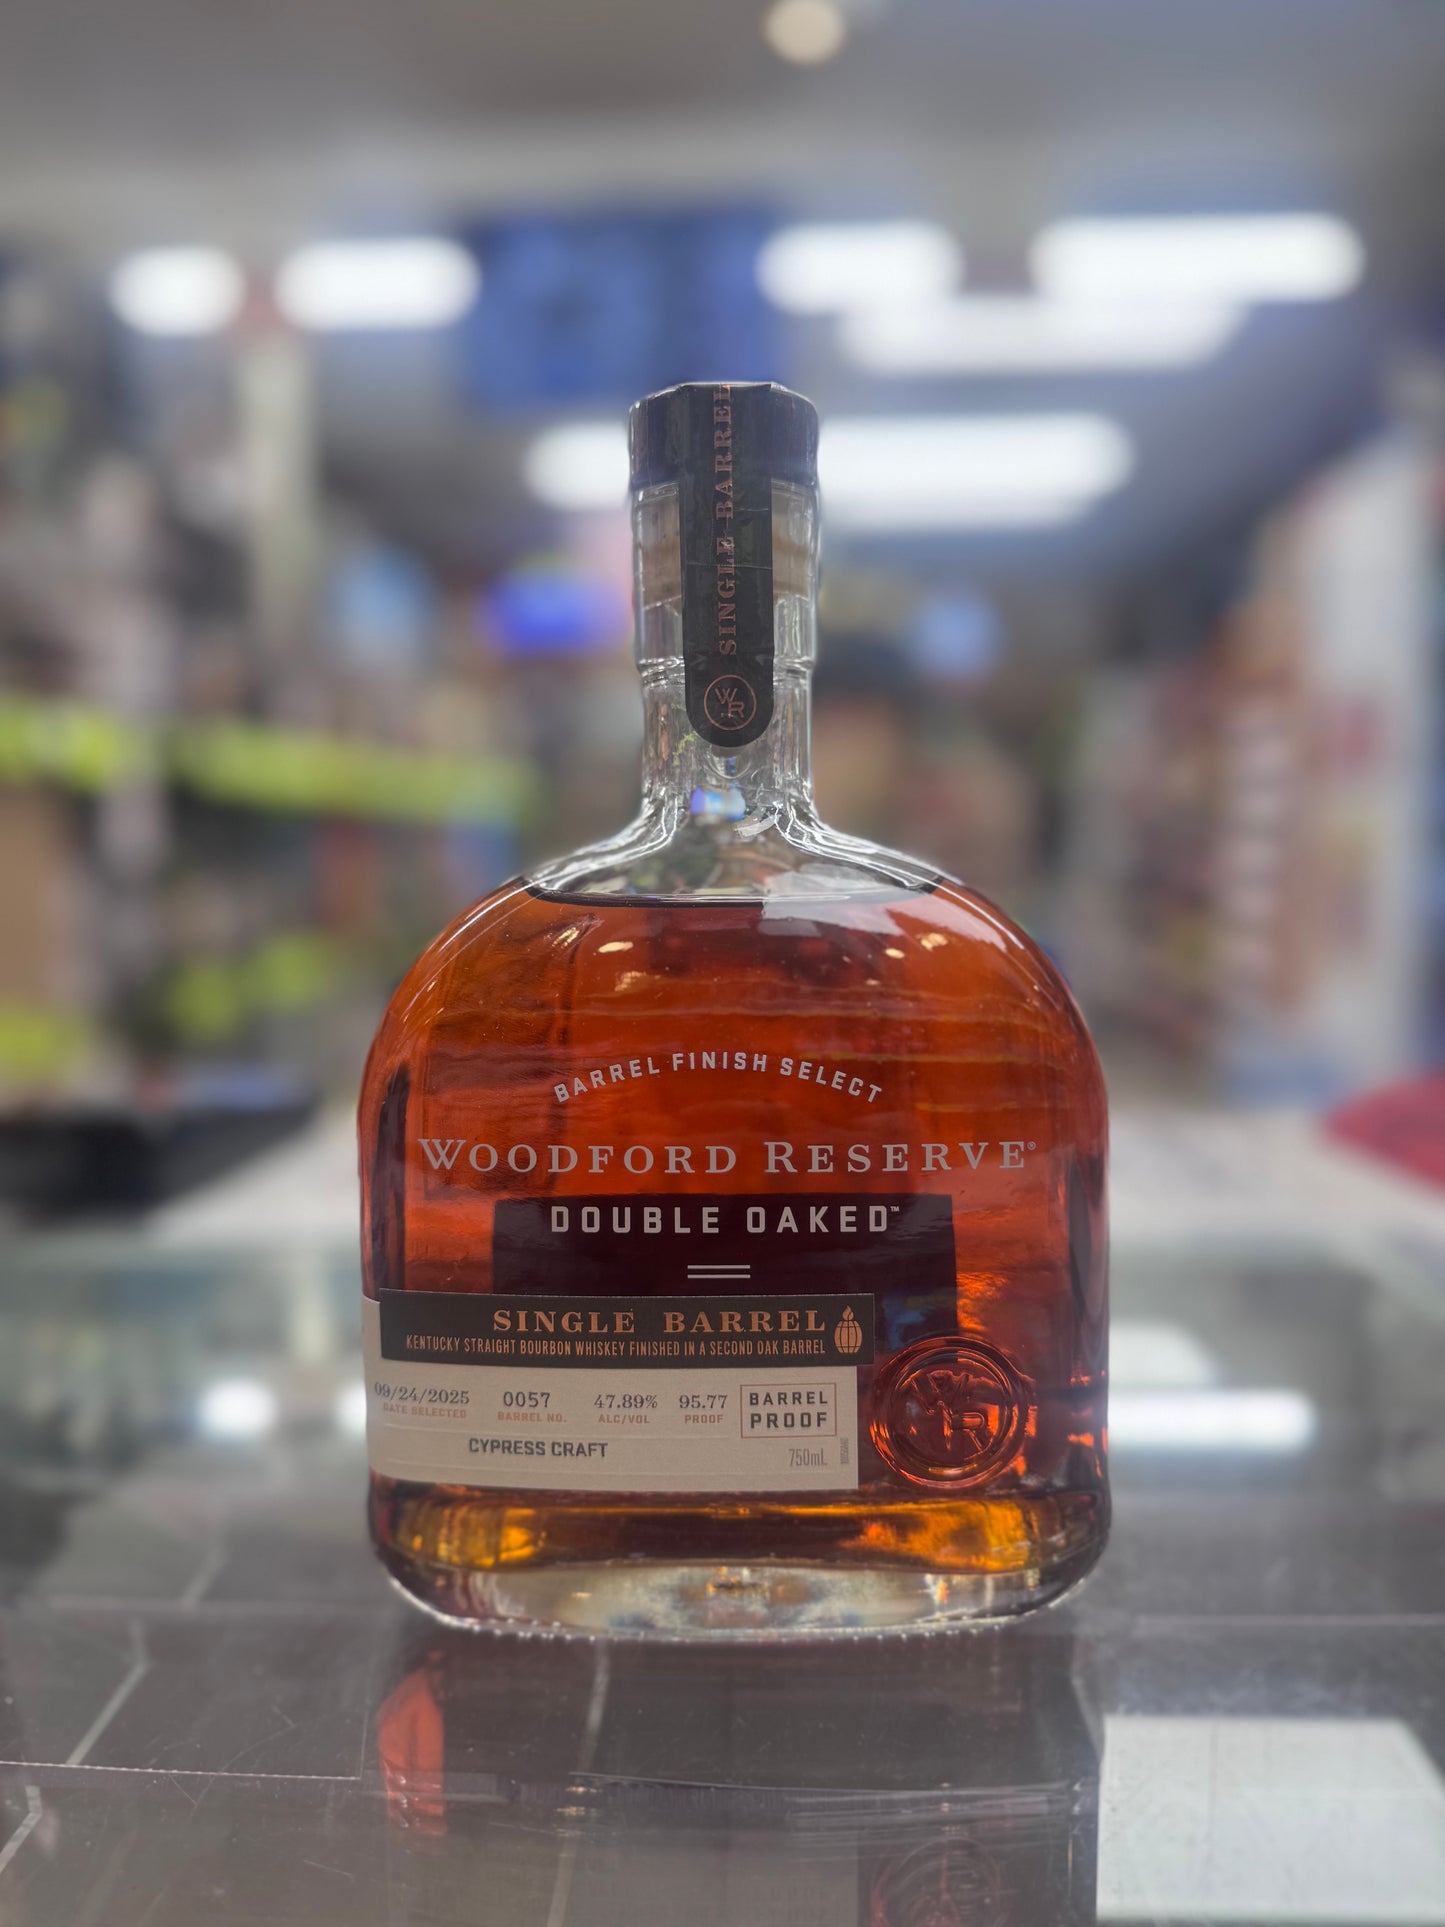 SINGLE BARREL
WR
BARREL FINISH SELECT
WOODFORD RESERVE®
DOUBLE OAKED™
SINGLE BARREL
KENTUCKY STRAIGHT BOURBON WHISKEY FINISHED IN A SECOND OAK BARREL
09/24/2025 0057 47.89% 95.77 BARREL PROOF
DATE SELECTED BARREL NO. ALC/VOL PROOF
CYPRESS CRAFT
750mL
WR